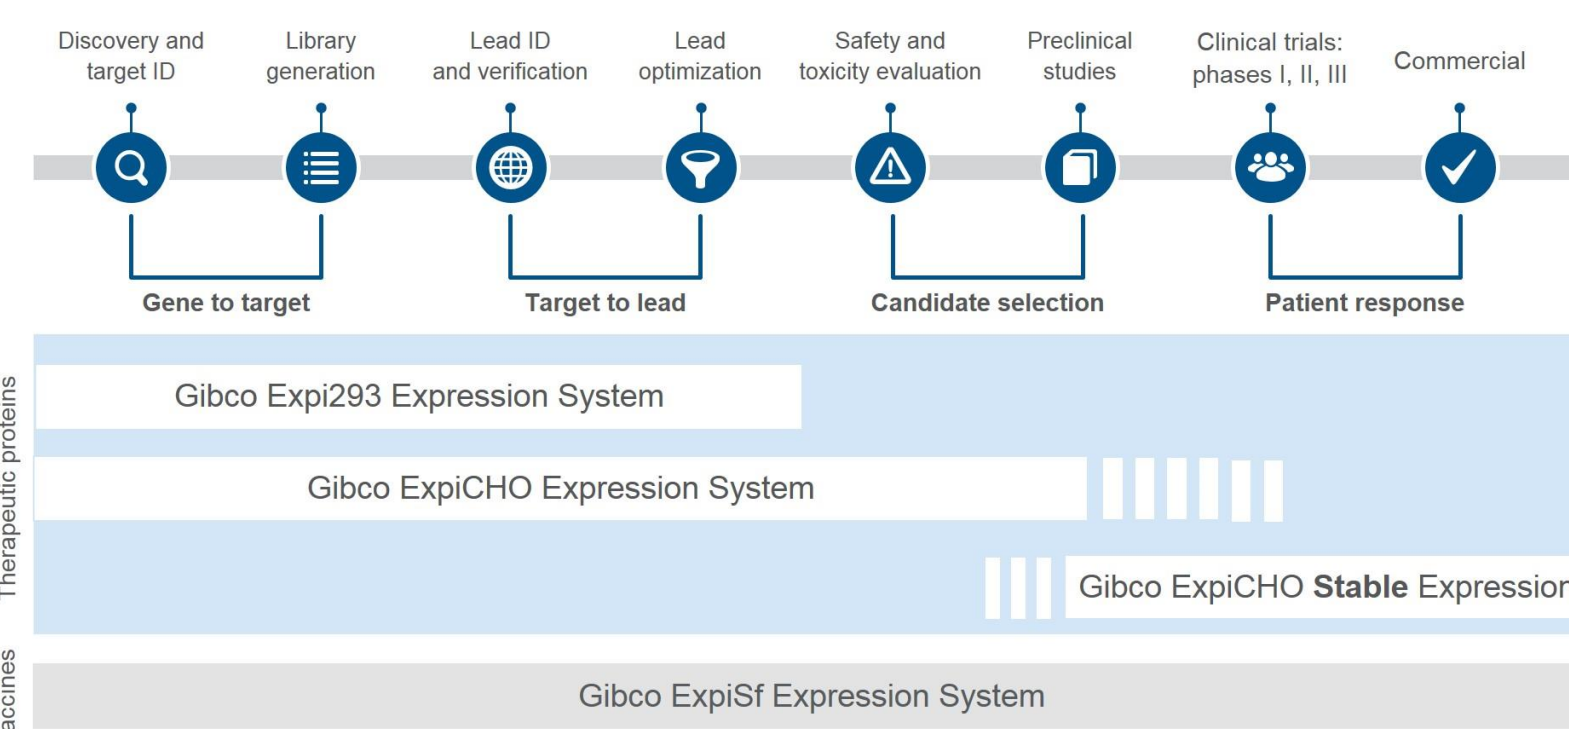 Discovery and
target ID
Library
generation
Lead ID
and verification
Lead
optimization
Safety and
toxicity evaluation
Preclinical
studies
Clinical trials:
phases I, II, III
Commercial
Gene to target
Target to lead
Candidate selection
Patient response
Therapeutic proteins
Gibco Expi293 Expression System
Gibco ExpiCHO Expression System
Gibco ExpiCHO Stable Expression
accines
Gibco ExpiSf Expression System